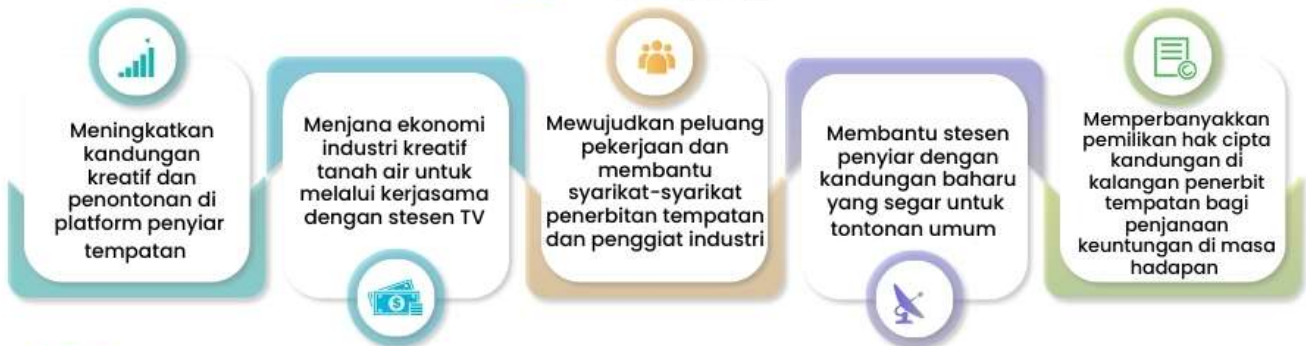 Meningkatkan
kandungan
kreatif dan
penontonan di
platform penyiar
tempatan
Menjana ekonomi
industri kreatif
tanah air untuk
melalui kerjasama
dengan stesen TV
Mewujudkan peluang
pekerjaan dan
membantu
syarikat-syarikat
penerbitan tempatan
dan penggiat industri
Membantu stesen
penyiar dengan
kandungan baharu
yang segar untuk
tontonan umum
Memperbanyakkan
pemilikan hak cipta
kandungan di
kalangan penerbit
tempatan bagi
penjanaan
keuntungan di masa
hadapan